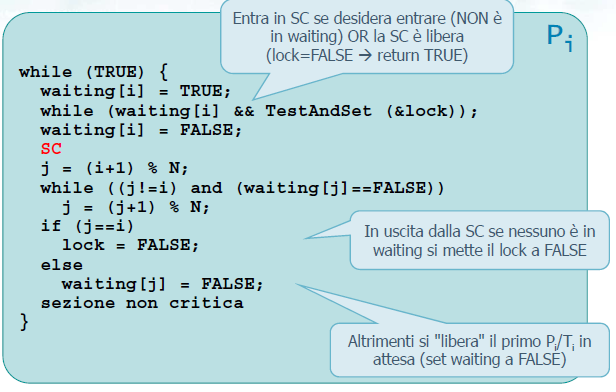 Entra in SC se desidera entrare (NON è
in waiting) OR la SC è libera
(lock=FALSE → return TRUE)
Pi
while (TRUE) {
waiting[i] = TRUE;
while (waiting[i] && TestAndSet (&lock));
waiting[i] = FALSE;
SC
j = (i+1) % N;
while ((j!=i) and (waiting[j]==FALSE))
j = (j+1) % N;
if (j==i)
lock = FALSE;
else
waiting[j] = FALSE;
sezione non critica
}
In uscita dalla SC se nessuno è in
waiting si mette il lock a FALSE
Altrimenti si "libera" il primo Pi/Ti in
attesa (set waiting a FALSE)